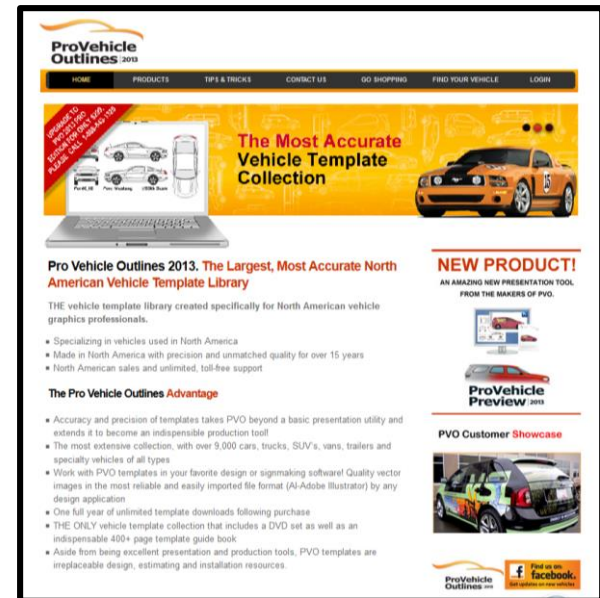 ProVehicle
Outlines 2013
HOME PRODUCTS TIPS & TRICKS CONTACT US GO SHOPPING FIND YOUR VEHICLE LOGIN
UPGRADE TO
PLEASE CALL
The Most Accurate
Vehicle Template
Collection
15
Pro Vehicle Outlines 2013. The Largest, Most Accurate North
American Vehicle Template Library
THE vehicle template library created specifically for North American vehicle
graphics professionals.
Specializing in vehicles used in North America
Made in North America with precision and unmatched quality for over 15 years
North American sales and unlimited, toll-free support
The Pro Vehicle Outlines Advantage
Accuracy and precision of templates takes PVO beyond a basic presentation utility and
extends it to become an indispensible production tool!
The most extensive collection, with over 9,000 cars, trucks, SUV's, vans, trailers and
specialty vehicles of all types
Work with PVO templates in your favorite design or signmaking software! Quality vector
images in the most reliable and easily imported file format (AI-Adobe Illustrator) by any
design application
One full year of unlimited template downloads following purchase
THE ONLY vehicle template collection that includes a DVD set as well as an
indispensable 400+ page template guide book
Aside from being excellent presentation and production tools, PVO templates are
irreplaceable design, estimating and installation resources.
NEW PRODUCT!
AN AMAZING NEW PRESENTATION TOOL
FROM THE MAKERS OF PVO.
ProVehicle
Preview 2013
PVO Customer Showcase
ProVehicle
Outlines 2013
Find us on
facebook.
Get updates on new vehicles